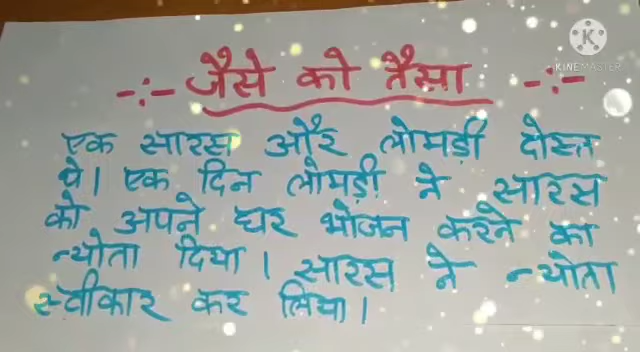 KINEMASTER
-:- जैसे को तैसा -:-
एक सारस और लोमड़ी दोस्त
थे। एक दिन लोमड़ी ने सारस
को अपने घर भोजन करने का
न्योता दिया। सारस ने न्योता
स्वीकार कर लिया।